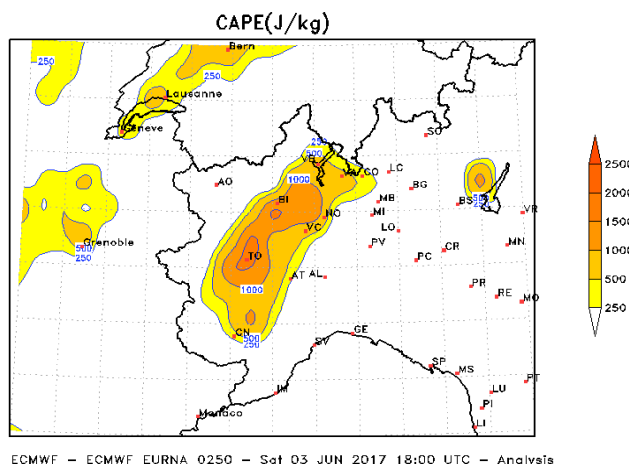 CAPE(J/kg)
Bern
250
250
Lausanne
Geneve
SO
250
500
VB
LC
VA CO
1000
AO
BG
2500
BI
MB
BS
500
250
2000
NO
MI
VR
1500
VC
LO
Grenoble
500
250
PV
CR
MN
1000
TO
PC
500
AT AL
1000
PR
RE
MO
250
CN
500
250
GE
SV
SP
MS
PT
IM
LU
Monaco
PI
LI
ECMWF - ECMWF EURNA 0250 - Sat 03 JUN 2017 18:00 UTC - Analysis